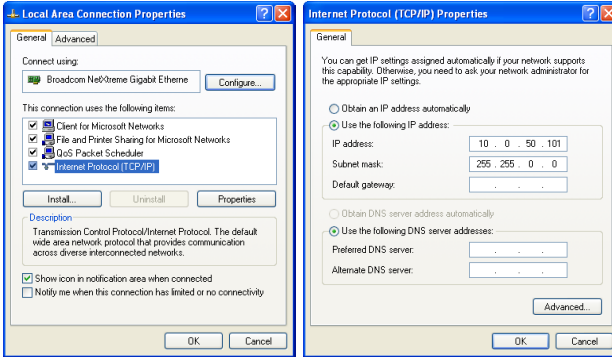 Local Area Connection Properties
General
Advanced
Connect using:
Broadcom NetXtreme Gigabit Etherne
Configure...
This connection uses the following items:
Client for Microsoft Networks
File and Printer Sharing for Microsoft Networks
QoS Packet Scheduler
Internet Protocol (TCP/IP)
Install...
Uninstall
Properties
Description
Transmission Control Protocol/Internet Protocol. The default
wide area network protocol that provides communication
across diverse interconnected networks.
Show icon in notification area when connected
Notify me when this connection has limited or no connectivity
OK
Cancel
Internet Protocol (TCP/IP) Properties
General
You can get IP settings assigned automatically if your network supports
this capability. Otherwise, you need to ask your network administrator for
the appropriate IP settings.
Obtain an IP address automatically
Use the following IP address:
IP address: 10 . 0 . 50 . 101
Subnet mask: 255 . 255 . 0 . 0
Default gateway: . . .
Obtain DNS server address automatically
Use the following DNS server addresses:
Preferred DNS server: . . .
Alternate DNS server: . . .
Advanced...
OK
Cancel